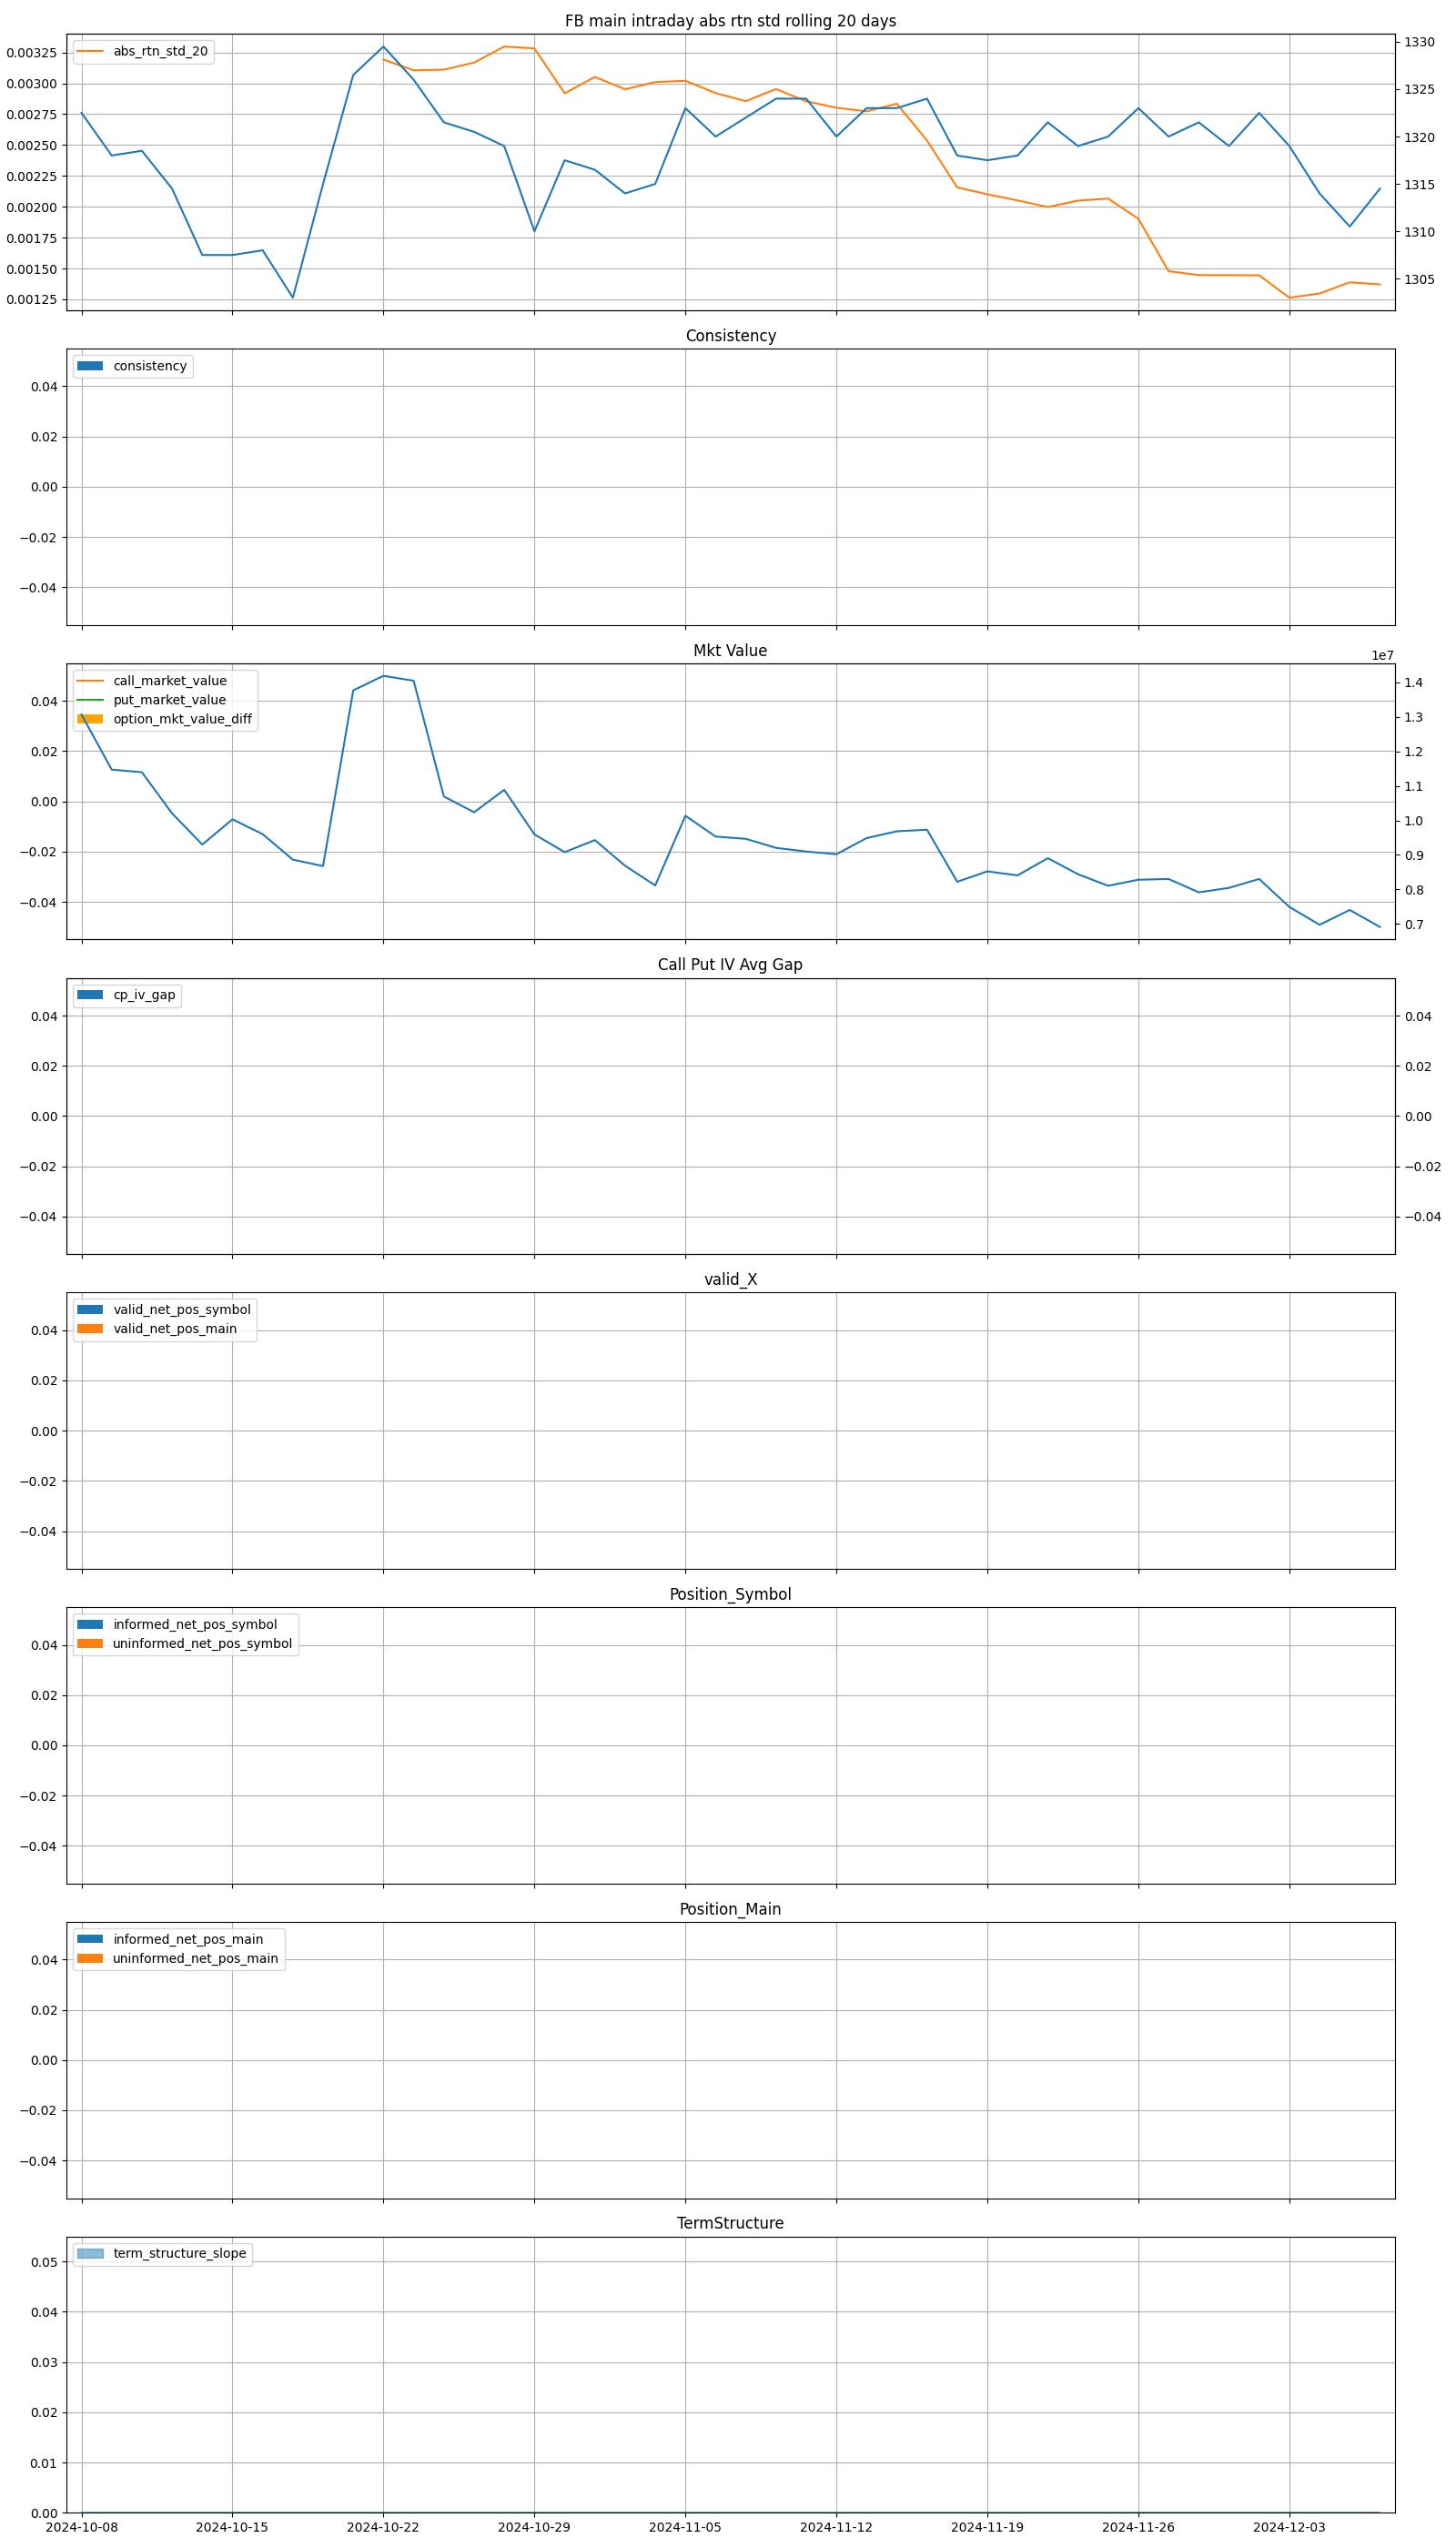 FB main intraday abs rtn std rolling 20 days
abs_rtn_std_20
0.00325
0.00300
0.00275
0.00250
0.00225
0.00200
0.00175
0.00150
0.00125
1330
1325
1320
1315
1310
1305
Consistency
consistency
0.04
0.02
0.00
−0.02
−0.04
Mkt Value
1e7
call_market_value
put_market_value
option_mkt_value_diff
0.04
0.02
0.00
−0.02
−0.04
1.4
1.3
1.2
1.1
1.0
0.9
0.8
0.7
Call Put IV Avg Gap
cp_iv_gap
0.04
0.02
0.00
−0.02
−0.04
0.04
0.02
0.00
−0.02
−0.04
valid_X
valid_net_pos_symbol
valid_net_pos_main
0.04
0.02
0.00
−0.02
−0.04
Position_Symbol
informed_net_pos_symbol
uninformed_net_pos_symbol
0.04
0.02
0.00
−0.02
−0.04
Position_Main
informed_net_pos_main
uninformed_net_pos_main
0.04
0.02
0.00
−0.02
−0.04
TermStructure
term_structure_slope
0.05
0.04
0.03
0.02
0.01
0.00
2024-10-08 2024-10-15 2024-10-22 2024-10-29 2024-11-05 2024-11-12 2024-11-19 2024-11-26 2024-12-03